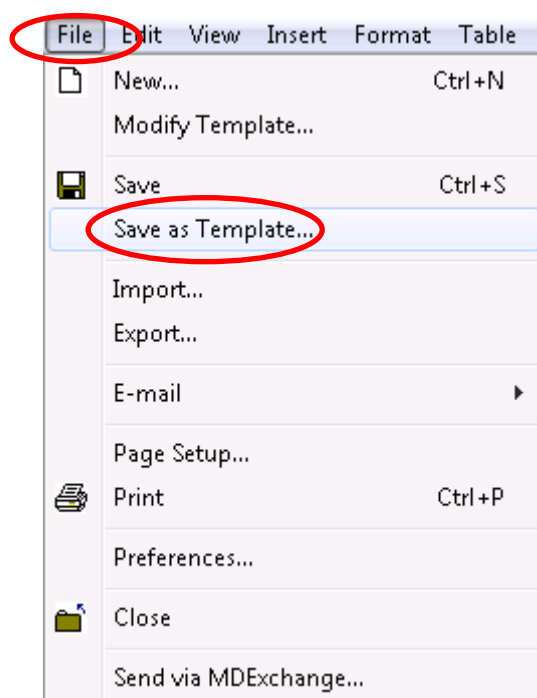 File Edit View Insert Format Table
New... Ctrl+N
Modify Template...
Save Ctrl+S
Save as Template...
Import...
Export...
E-mail
Page Setup...
Print Ctrl+P
Preferences...
Close
Send via MDExchange...